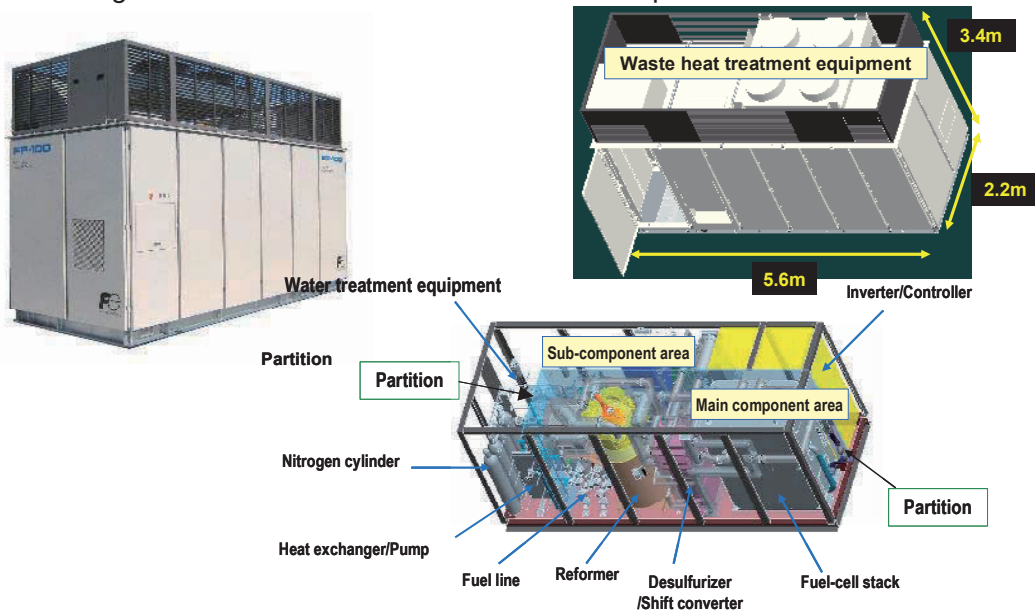 Waste heat treatment equipment
3.4m
2.2m
5.6m
FP-100
FP-100
Water treatment equipment
Inverter/Controller
Sub-component area
Partition
Partition
Main component area
Nitrogen cylinder
Partition
Heat exchanger/Pump
Fuel line
Reformer
Desulfurizer
/Shift converter
Fuel-cell stack